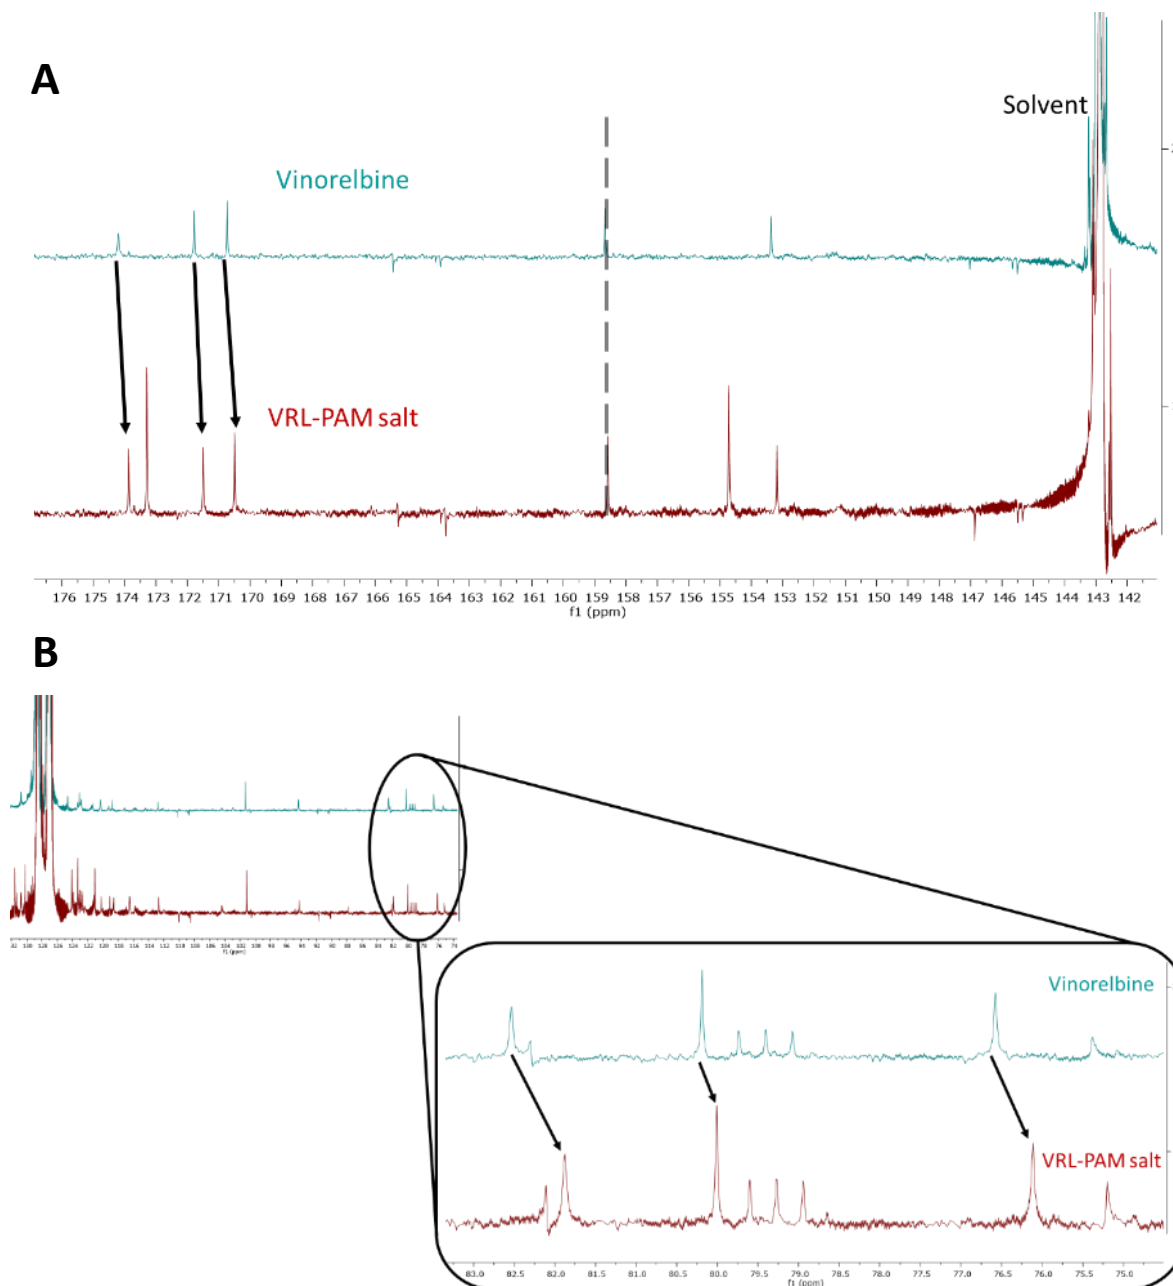 A
Solvent
Vinorelbine
VRL-PAM salt
176 175 174 173 172 171 170 169 168 167 166 165 164 163 162 161 160 159 158 157 156 155 154 153 152 151 150 149 148 147 146 145 144 143 142
f1 (ppm)
B
f1 (ppm)
Vinorelbine
VRL-PAM salt
83.0 82.5 82.0 81.5 81.0 80.5 80.0 79.5 79.0 78.5 78.0 77.5 77.0 76.5 76.0 75.5 75.0
f1 (ppm)